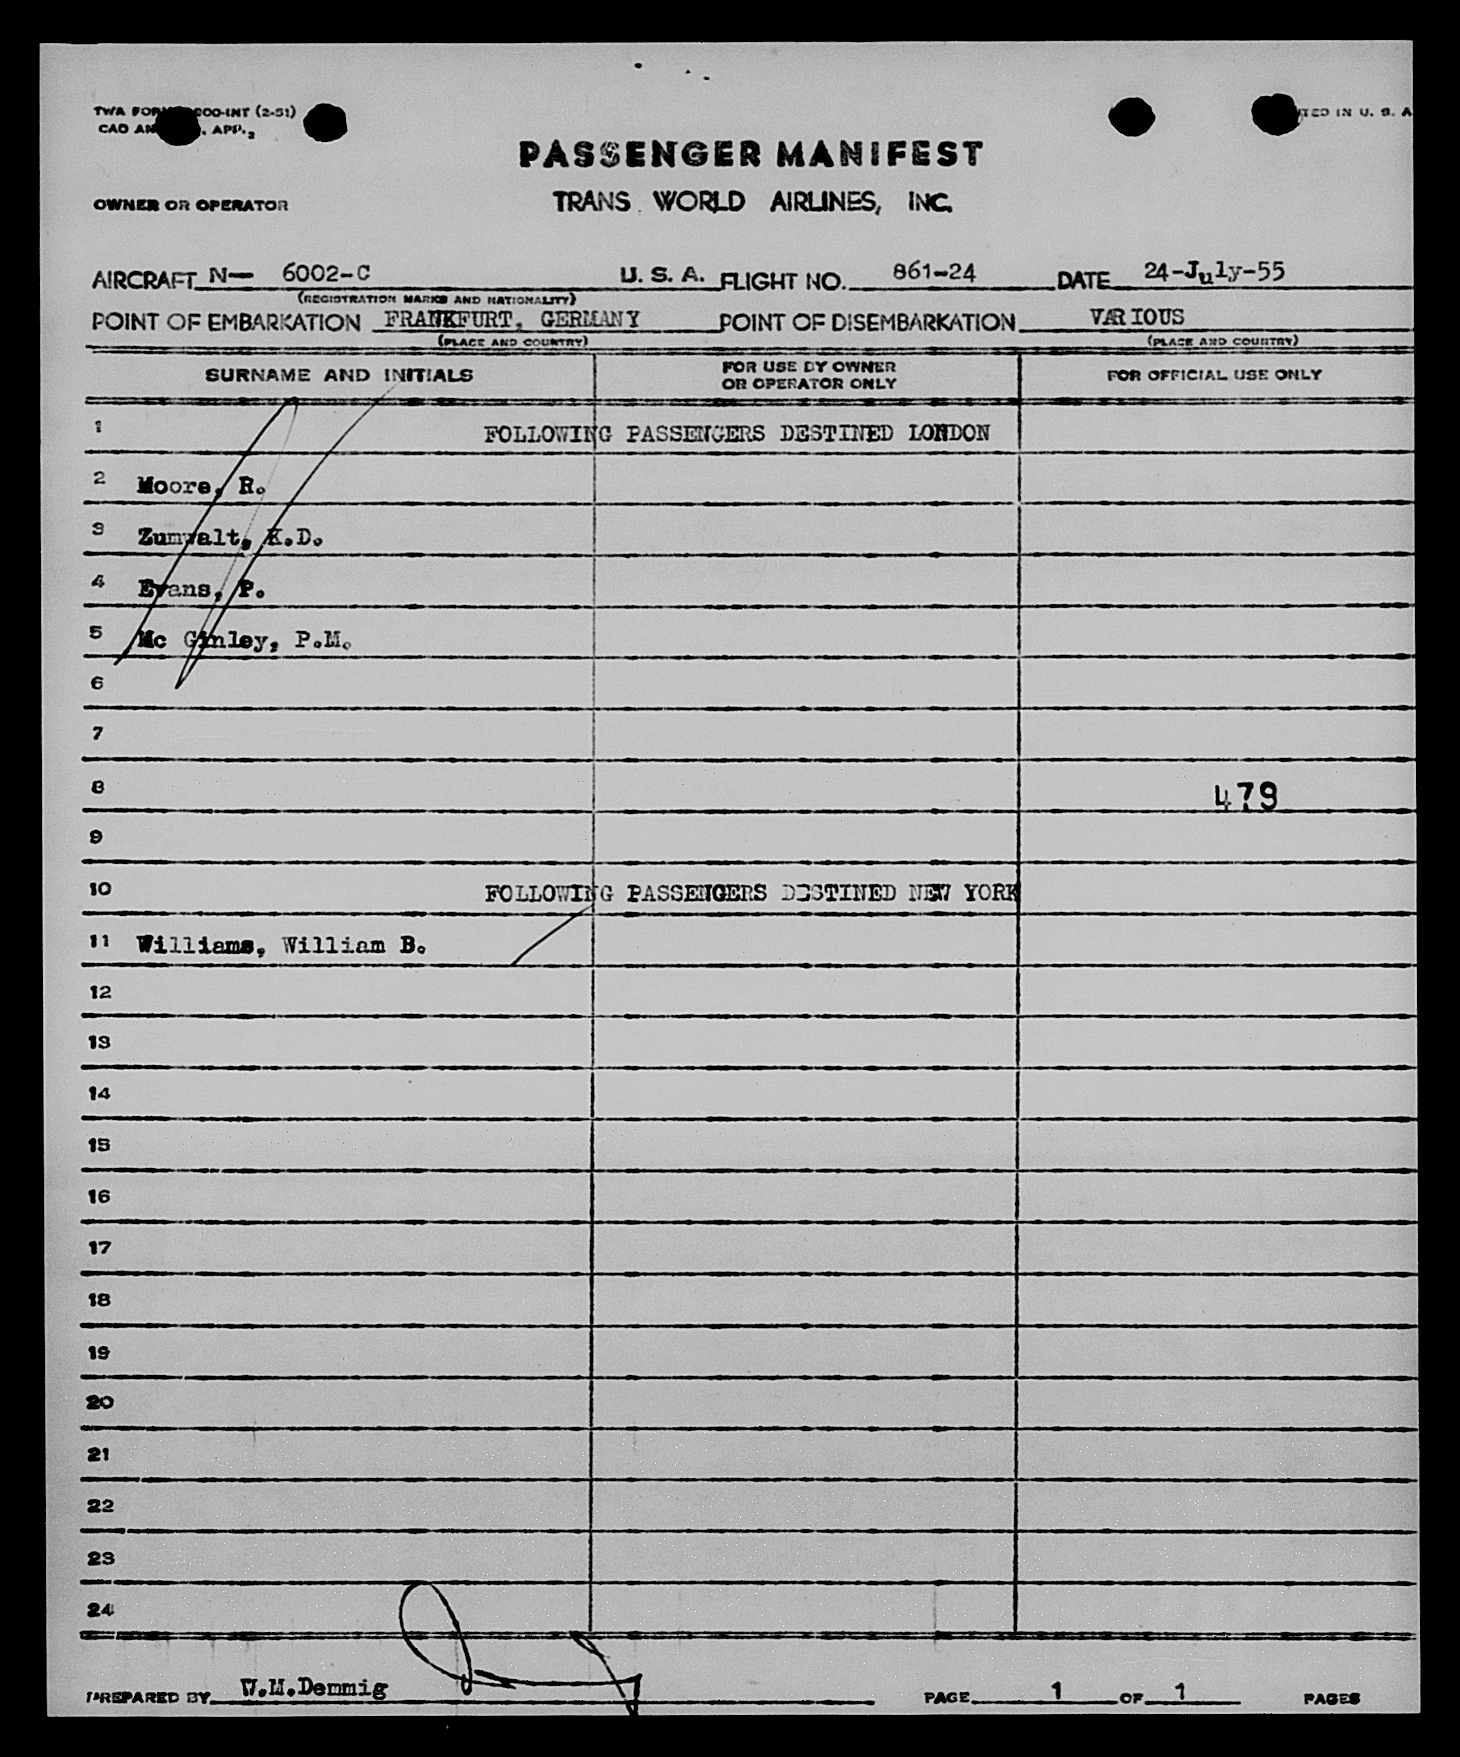 TWA FORM 000-INT (2-51)
CAO AN . APP.2
TED IN U. S. A
PASSENGER MANIFEST
OWNER OR OPERATOR TRANS WORLD AIRLINES, INC.
AIRCRAFT N— 6002-C U. S. A. FLIGHT NO. 861-24 DATE 24-July-55
(REGISTRATION MARKS AND NATIONALITY)
POINT OF EMBARKATION FRANKFURT, GERMANY POINT OF DISEMBARKATION VARIOUS
(PLACE AND COUNTRY) (PLACE AND COUNTRY)
SURNAME AND INITIALS FOR USE BY OWNER OR OPERATOR ONLY FOR OFFICIAL USE ONLY
1 FOLLOWING PASSENGERS DESTINED LONDON
2 Moore, R.
3 Zumwalt, K.D.
4 Evans, P.
5 Mc Ginley, P.M.
6
7
8 479
9
10 FOLLOWING PASSENGERS DESTINED NEW YORK
11 Williams, William B.
12
13
14
15
16
17
18
19
20
21
22
23
24
PREPARED BY W.M.Demmig PAGE 1 OF 1 PAGES